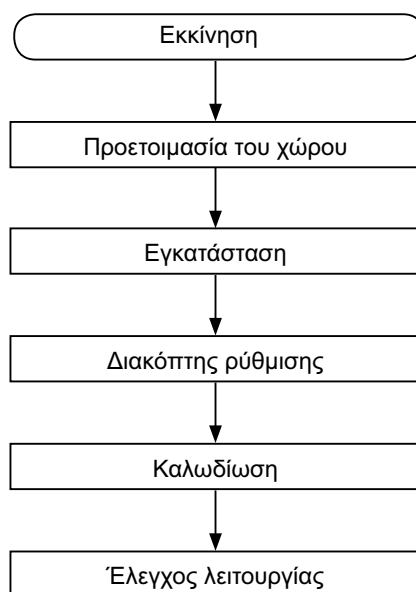 Εκκίνηση
Προετοιμασία του χώρου
Εγκατάσταση
Διακόπτης ρύθμισης
Καλωδίωση
Έλεγχος λειτουργίας